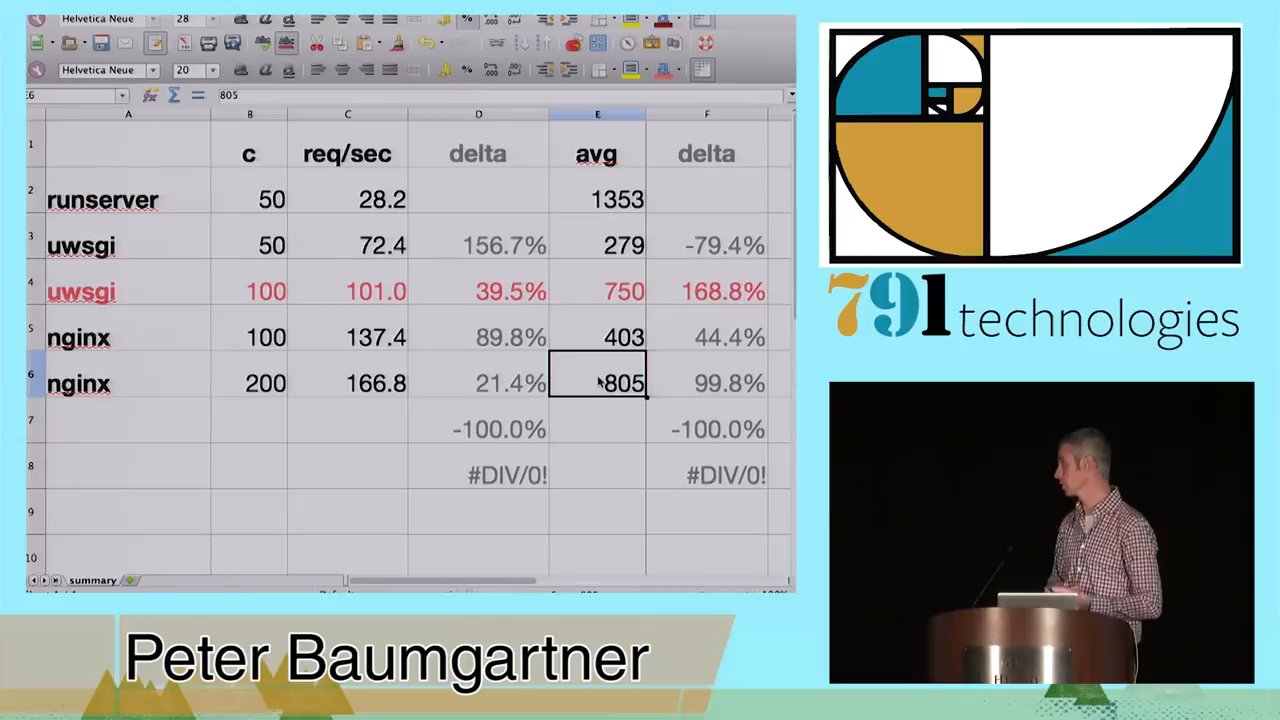 Helvetica Neue 28
Helvetica Neue 20
E6 805
A B C D E F
1 c req/sec delta avg delta
2 runserver 50 28.2 1353
3 uwsgi 50 72.4 156.7% 279 -79.4%
4 uwsgi 100 101.0 39.5% 750 168.8%
5 nginx 100 137.4 89.8% 403 44.4%
6 nginx 200 166.8 21.4% 805 99.8%
7 -100.0% -100.0%
8 #DIV/0! #DIV/0!
9
10
summary
791 technologies
Peter Baumgartner